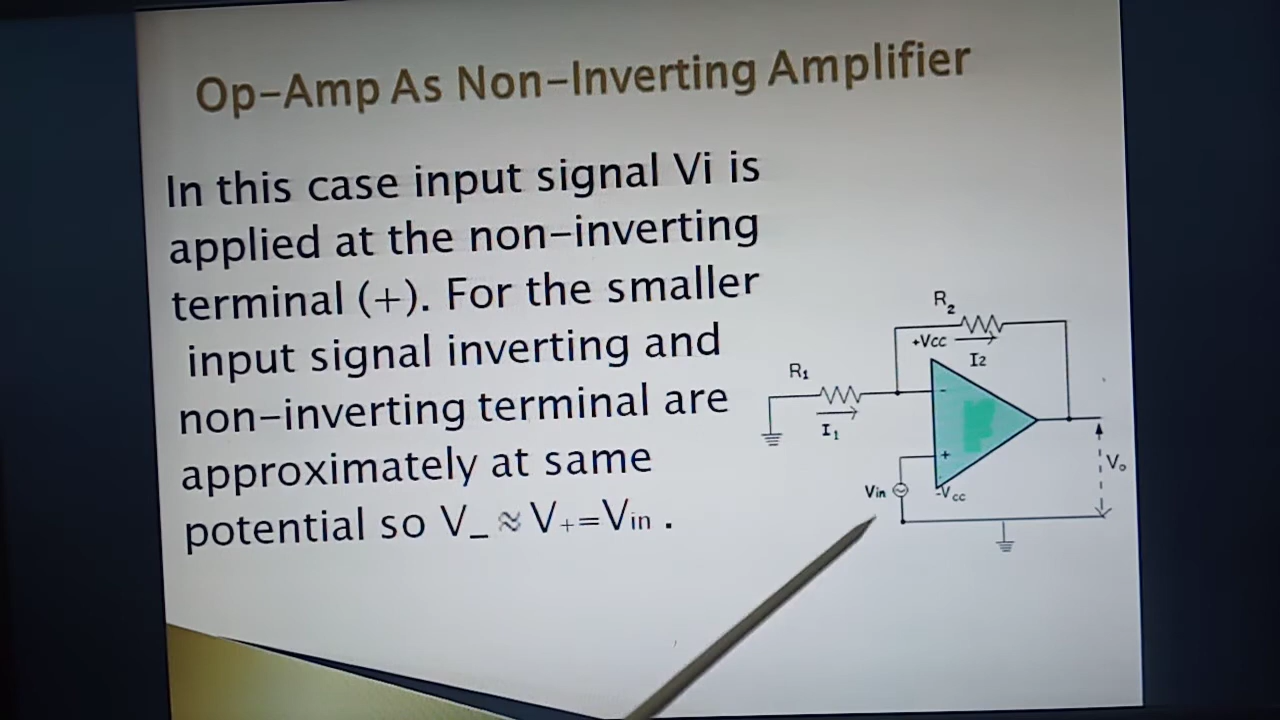 Op-Amp As Non-Inverting Amplifier
In this case input signal Vi is
applied at the non-inverting
terminal (+). For the smaller
input signal inverting and
non-inverting terminal are
approximately at same
potential so V_ ≈ V+=Vin .
R2
+Vcc
I2
R1
I1
-
+
Vin
-Vcc
Vo